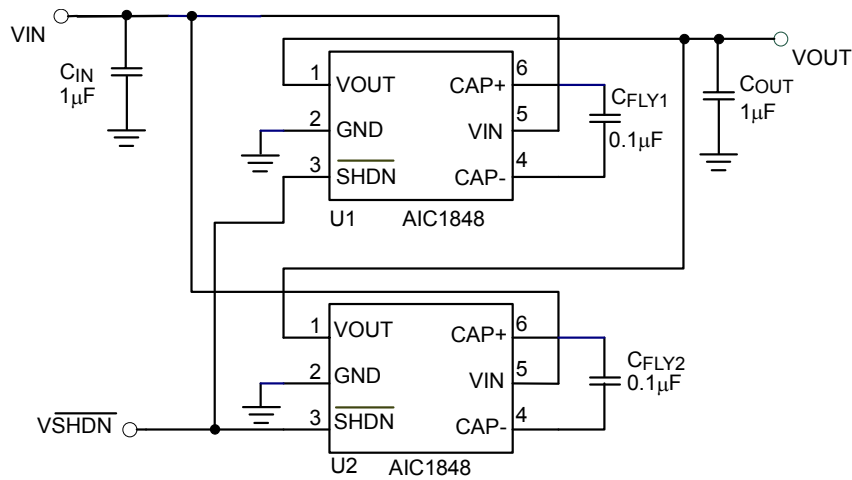 VIN
CIN
1μF
1
VOUT
2
GND
3
SHDN
CAP+
6
VIN
5
CAP-
4
CFLY1
0.1μF
VOUT
COUT
1μF
U1
AIC1848
1
VOUT
2
GND
3
SHDN
CAP+
6
VIN
5
CAP-
4
CFLY2
0.1μF
VSHDN
U2
AIC1848